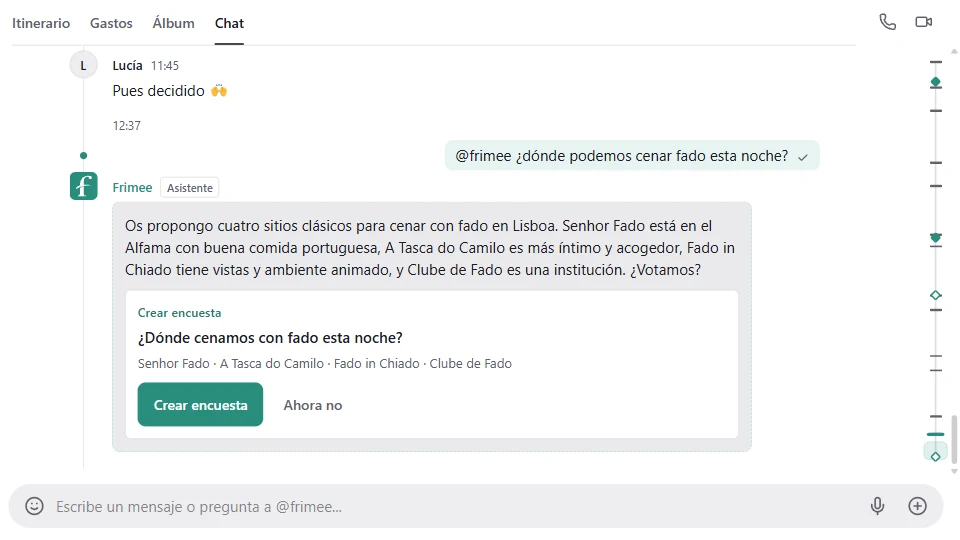 Itinerario Gastos Álbum Chat
L Lucía 11:45
Pues decidido 🙌
12:37
@frimee ¿dónde podemos cenar fado esta noche? ✓
f Frimee Asistente
Os propongo cuatro sitios clásicos para cenar con fado en Lisboa. Senhor Fado está en el
Alfama con buena comida portuguesa, A Tasca do Camilo es más íntimo y acogedor, Fado in
Chiado tiene vistas y ambiente animado, y Clube de Fado es una institución. ¿Votamos?
Crear encuesta
¿Dónde cenamos con fado esta noche?
Senhor Fado · A Tasca do Camilo · Fado in Chiado · Clube de Fado
Crear encuesta Ahora no
Escribe un mensaje o pregunta a @frimee...